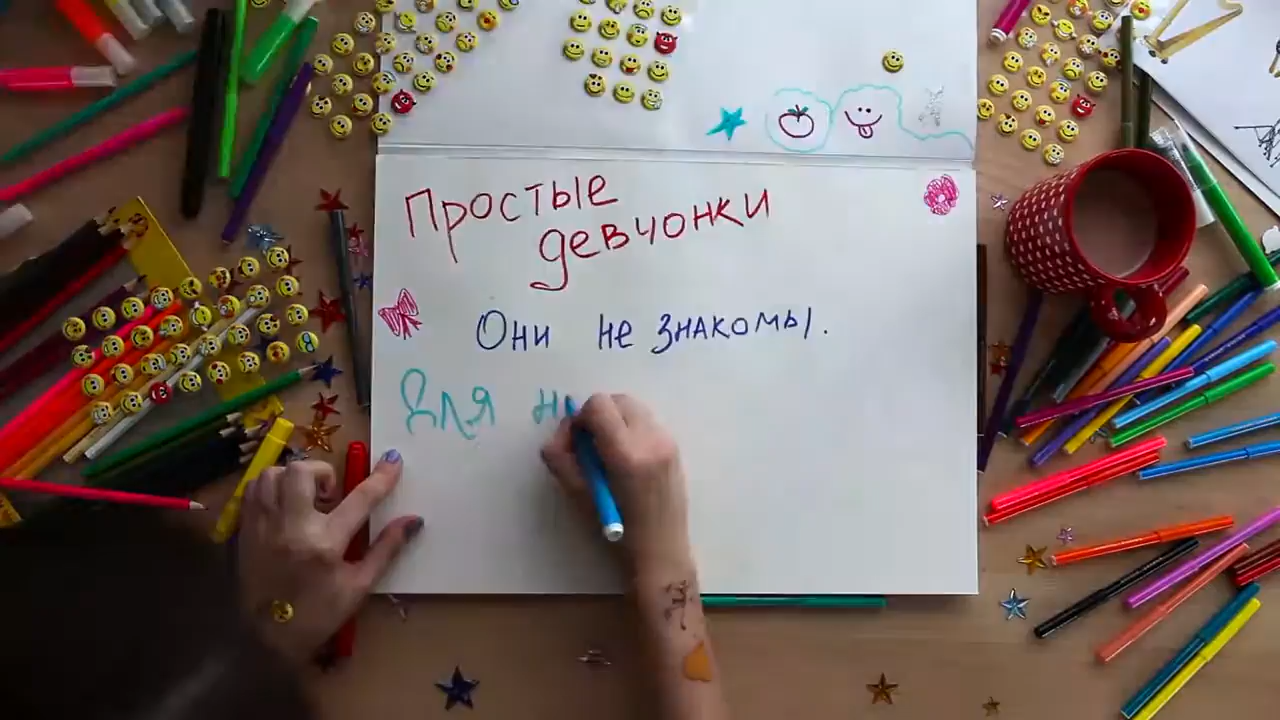 Простые
девчонки
Они не знакомы.
Для н